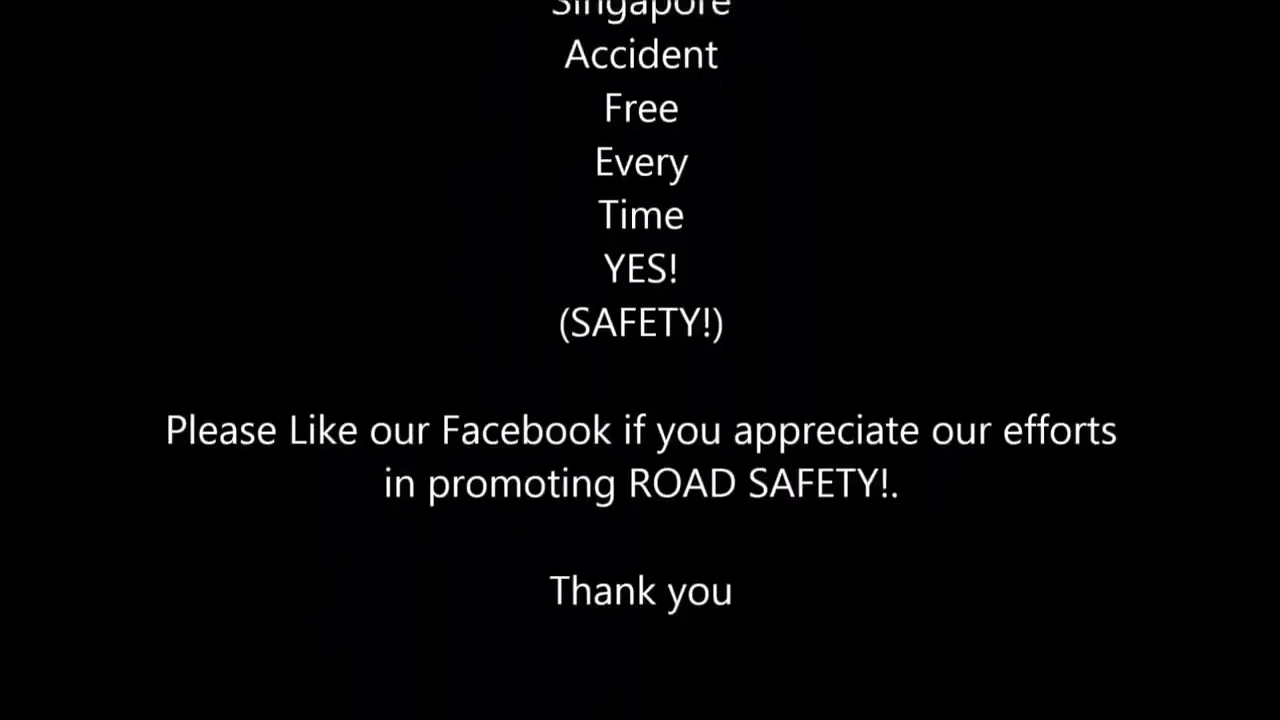 Singapore
Accident
Free
Every
Time
YES!
(SAFETY!)
Please Like our Facebook if you appreciate our efforts
in promoting ROAD SAFETY!.
Thank you